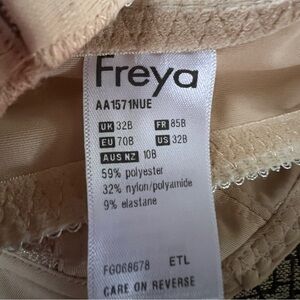 Freya
AA1571NUE
UK 32B FR 85B
EU 70B US 32B
AUS NZ 10B
59% polyester
32% nylon/polyamide
9% elastane
FG068678 ETL
CARE ON REVERSE